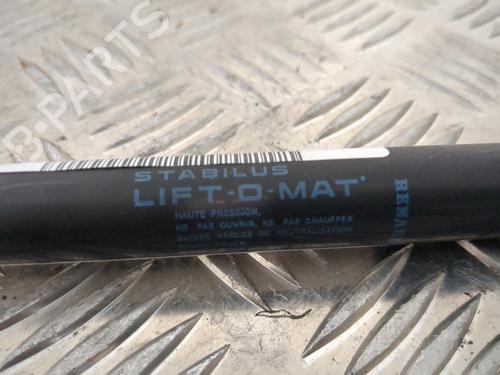 B-PARTS
STABILUS
LIFT-O-MAT
HAUTE PRESSION,
NE PAS OUVRIR, NE PAS CHAUFFER
SUIVRE REGLES DE NEUTRALISATION